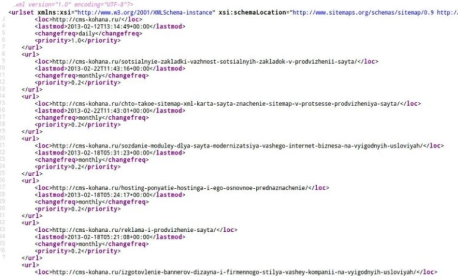 .xml version="1.0" encoding="UTF-8"?>
<urlset xmlns:xsi="http://www.w3.org/2001/XMLSchema-instance" xsi:schemaLocation="http://www.sitemaps.org/schemas/sitemap/0.9 http:/
<loc>http://cms-kohana.ru/</loc>
<lastmod>2013-02-12T13:14:49+00:00</lastmod>
<changefreq>daily</changefreq>
<priority>1.0</priority>
</url>
<url>
<loc>http://cms-kohana.ru/sotsialnyie-zakladki-vazhnost-sotsialnyih-zakladok-v-prodvizhenii-sayta/</loc>
<lastmod>2013-02-22T11:43:16+00:00</lastmod>
<changefreq>monthly</changefreq>
<priority>0.2</priority>
</url>
<url>
<loc>http://cms-kohana.ru/chto-takoe-sitemap-xml-karta-sayta-znachenie-sitemap-v-protsesse-prodvizheniya-sayta/</loc>
<lastmod>2013-02-22T11:43:01+00:00</lastmod>
<changefreq>monthly</changefreq>
<priority>0.2</priority>
</url>
<url>
<loc>http://cms-kohana.ru/sozdanie-moduley-dlya-sayta-modernizatsiya-vashego-internet-biznesa-na-vyigodnyih-usloviyah/</loc>
<lastmod>2013-02-18T05:31:23+00:00</lastmod>
<changefreq>monthly</changefreq>
<priority>0.2</priority>
</url>
<url>
<loc>http://cms-kohana.ru/hosting-ponyatie-hostinga-i-ego-osnovnoe-prednaznachenie/</loc>
<lastmod>2013-02-18T05:24:17+00:00</lastmod>
<changefreq>monthly</changefreq>
<priority>0.2</priority>
</url>
<url>
<loc>http://cms-kohana.ru/reklama-i-prodvizhenie-sayta/</loc>
<lastmod>2013-02-18T05:21:08+00:00</lastmod>
<changefreq>monthly</changefreq>
<priority>0.2</priority>
</url>
<url>
<loc>http://cms-kohana.ru/izgotovlenie-bannerov-dizayna-i-firmennogo-stilya-vashey-kompanii-na-vyigodnyih-usloviyah/</loc>